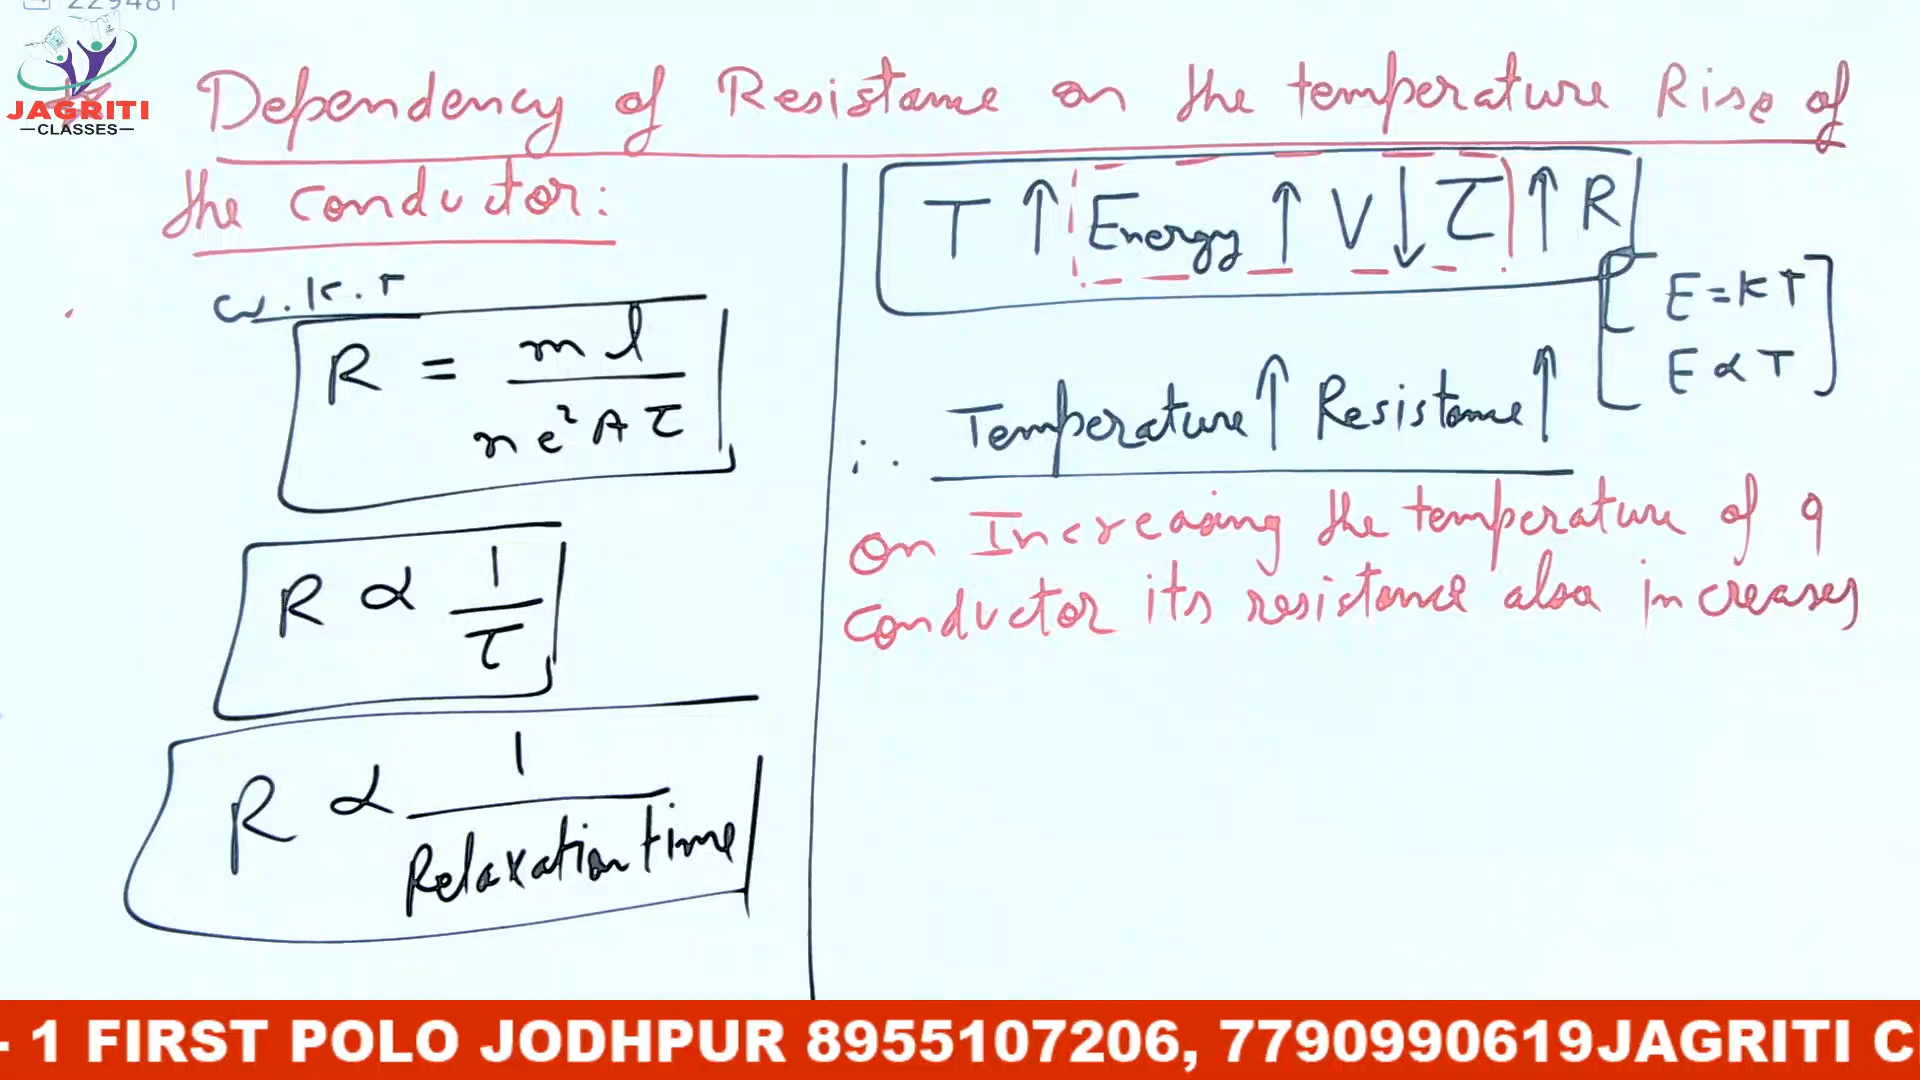 229481
JAGRITI
CLASSES
Dependency of Resistance on the temperature Rise of
the conductor:
w.k.t
R = ml / ne²Aτ
R ∝ 1/τ
R ∝ 1/Relaxation time
T ↑ Energy ↑ V ↓ τ ↑ R
E = KT
E ∝ T
∴ Temperature ↑ Resistance ↑
on Increasing the temperature of a
conductor its resistance also increases
- 1 FIRST POLO JODHPUR 8955107206, 7790990619JAGRITI C